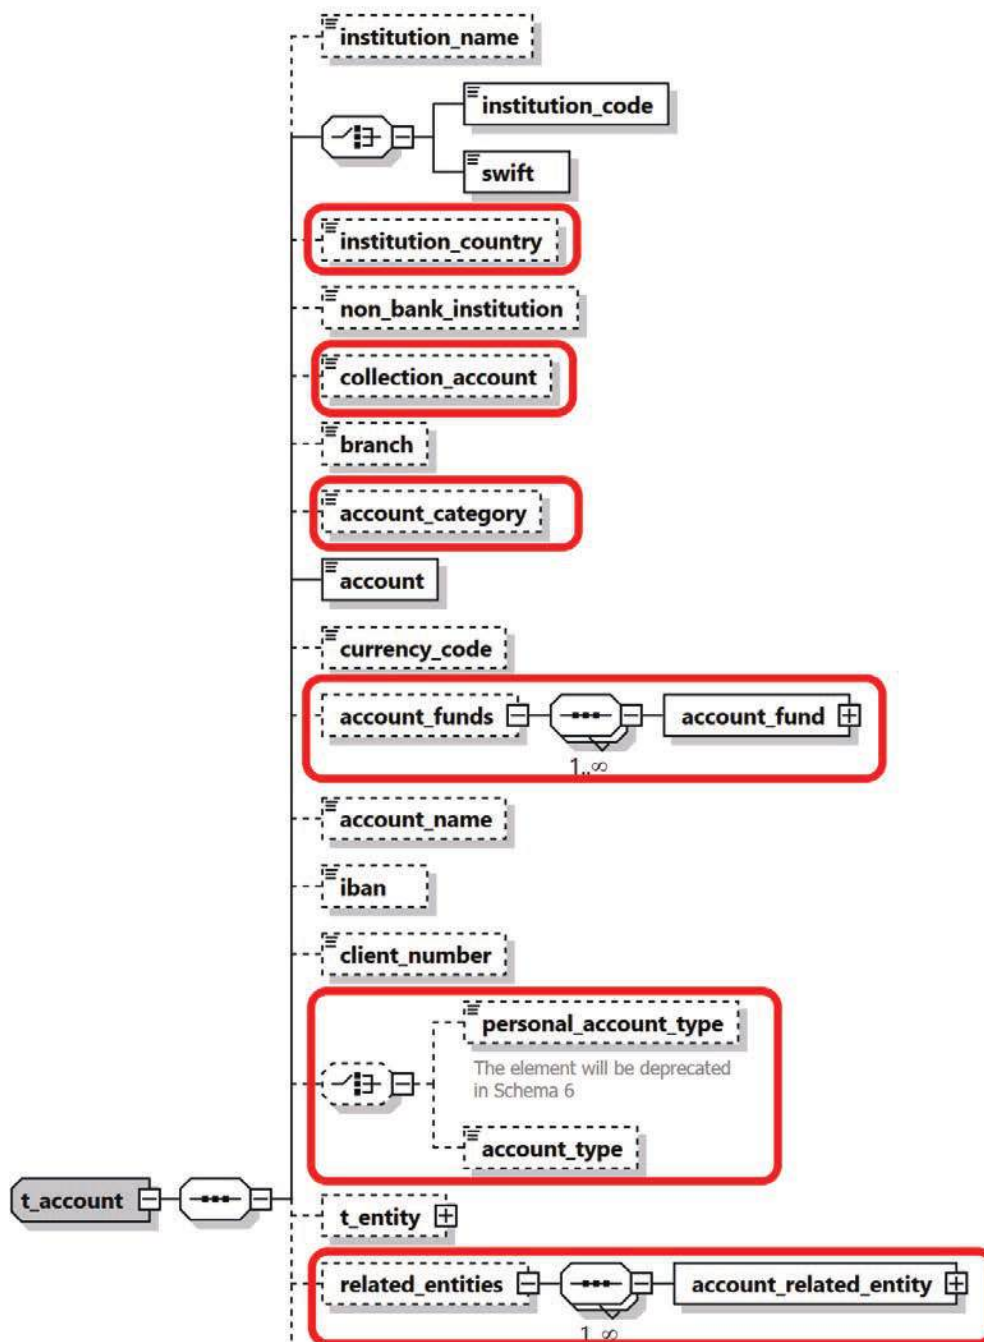 institution_name
institution_code
swift
institution_country
non_bank_institution
collection_account
branch
account_category
account
currency_code
account_funds
account_fund
1..∞
account_name
iban
client_number
personal_account_type
The element will be deprecated
in Schema 6
account_type
t_account
t_entity
related_entities
account_related_entity
1..∞